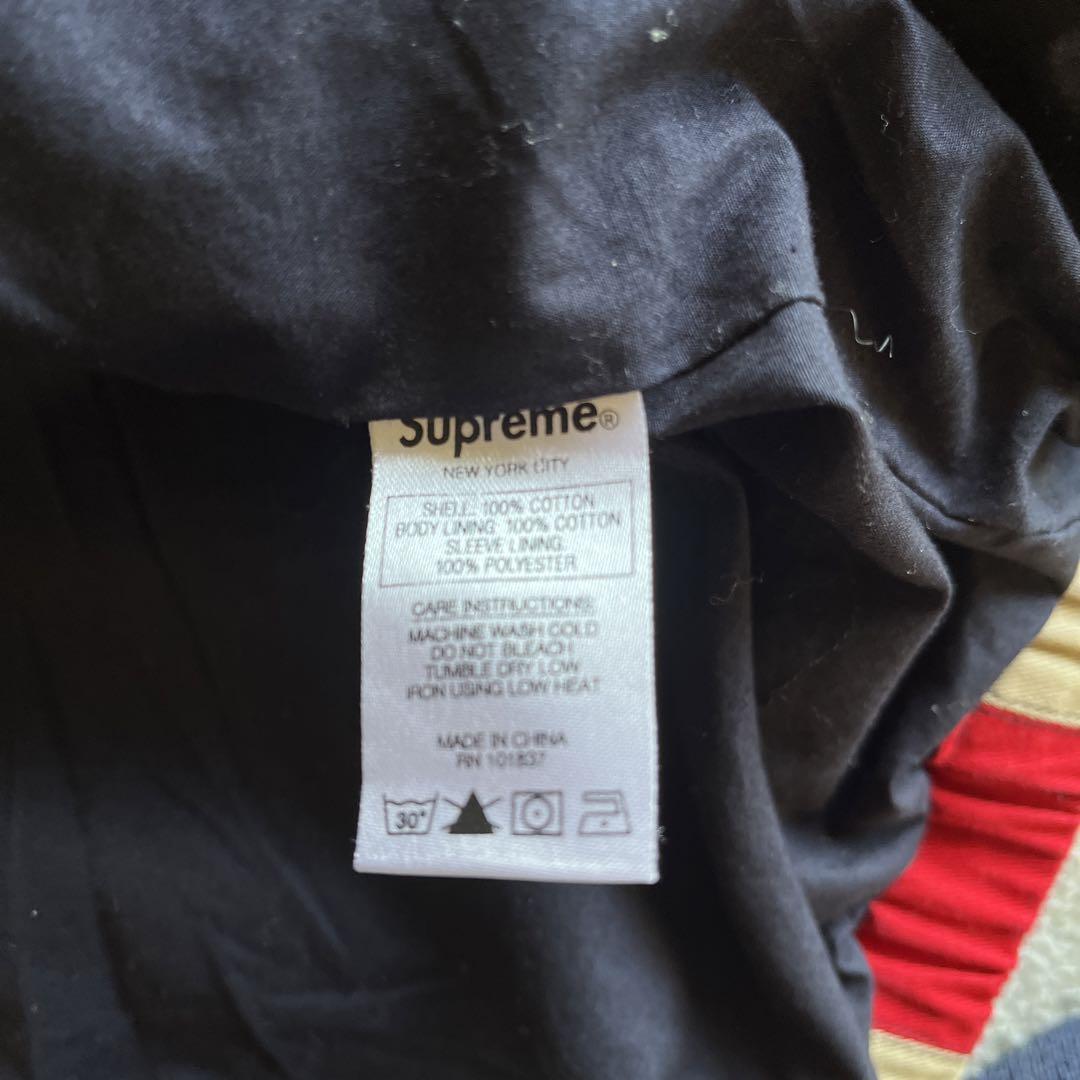 Supreme®
NEW YORK CITY
SHELL: 100% COTTON
BODY LINING: 100% COTTON
SLEEVE LINING:
100% POLYESTER
CARE INSTRUCTIONS:
MACHINE WASH COLD
DO NOT BLEACH
TUMBLE DRY LOW
IRON USING LOW HEAT
MADE IN CHINA
RN 101837
30°